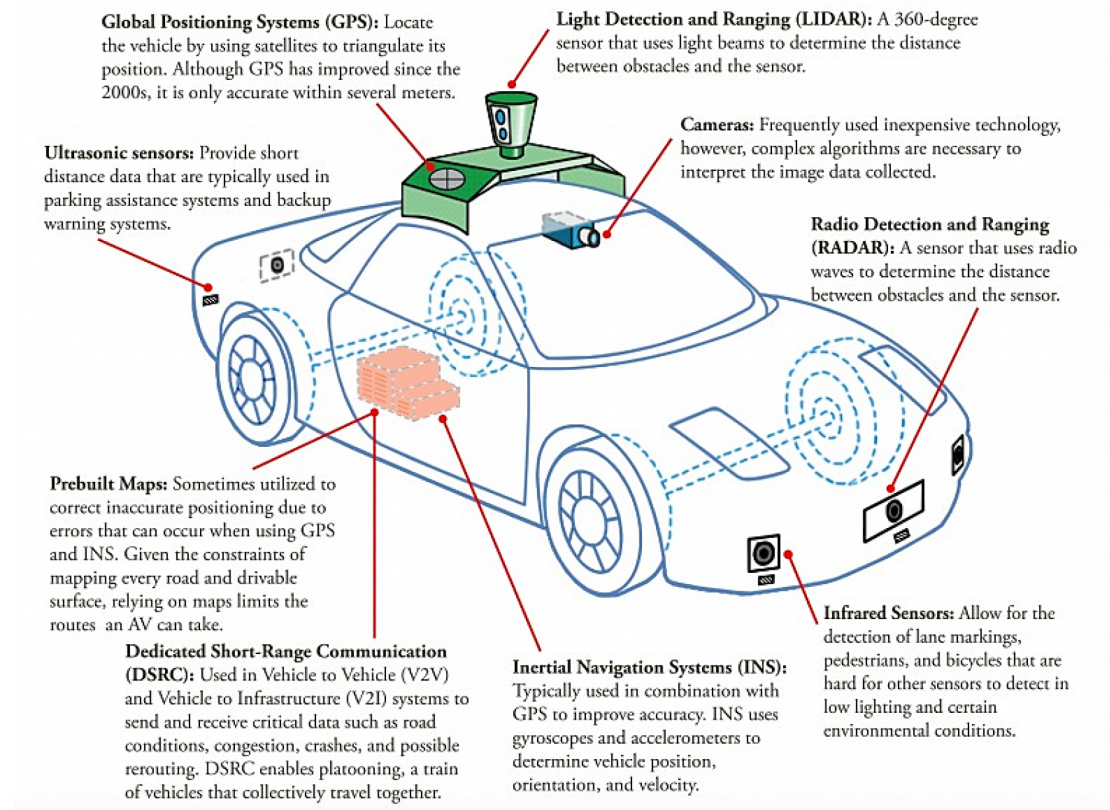 Global Positioning Systems (GPS): Locate
the vehicle by using satellites to triangulate its
position. Although GPS has improved since the
2000s, it is only accurate within several meters.
Light Detection and Ranging (LIDAR): A 360-degree
sensor that uses light beams to determine the distance
between obstacles and the sensor.
Cameras: Frequently used inexpensive technology,
however, complex algorithms are necessary to
interpret the image data collected.
Ultrasonic sensors: Provide short
distance data that are typically used in
parking assistance systems and backup
warning systems.
Radio Detection and Ranging
(RADAR): A sensor that uses radio
waves to determine the distance
between obstacles and the sensor.
Prebuilt Maps: Sometimes utilized to
correct inaccurate positioning due to
errors that can occur when using GPS
and INS. Given the constraints of
mapping every road and drivable
surface, relying on maps limits the
routes an AV can take.
Dedicated Short-Range Communication
(DSRC): Used in Vehicle to Vehicle (V2V)
and Vehicle to Infrastructure (V2I) systems to
send and receive critical data such as road
conditions, congestion, crashes, and possible
rerouting. DSRC enables platooning, a train
of vehicles that collectively travel together.
Inertial Navigation Systems (INS):
Typically used in combination with
GPS to improve accuracy. INS uses
gyroscopes and accelerometers to
determine vehicle position,
orientation, and velocity.
Infrared Sensors: Allow for the
detection of lane markings,
pedestrians, and bicycles that are
hard for other sensors to detect in
low lighting and certain
environmental conditions.